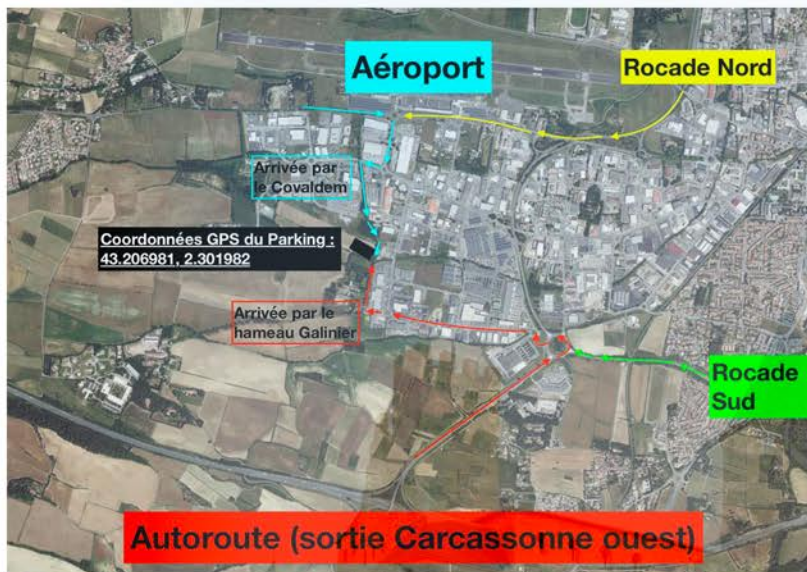 Aéroport
Rocade Nord
Arrivée par
le Covaldem
Coordonnées GPS du Parking :
43.206981, 2.301982
Arrivée par le
hameau Galinier
Rocade
Sud
Autoroute (sortie Carcassonne ouest)